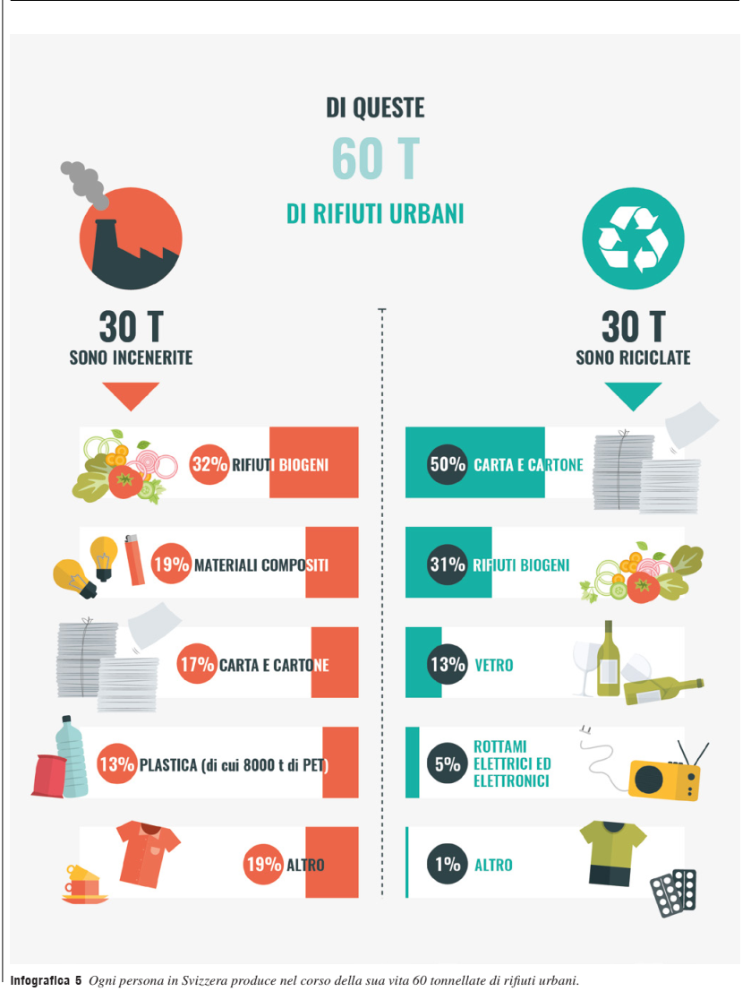 DI QUESTE
60 T
DI RIFIUTI URBANI
30 T
SONO INCENERITE
32% RIFIUTI BIOGENI
19% MATERIALI COMPOSITI
17% CARTA E CARTONE
13% PLASTICA (di cui 8000 t di PET)
19% ALTRO
30 T
SONO RICICLATE
50% CARTA E CARTONE
31% RIFIUTI BIOGENI
13% VETRO
5% ROTTAMI
ELETTRICI ED
ELETTRONICI
1% ALTRO
Infografica 5 Ogni persona in Svizzera produce nel corso della sua vita 60 tonnellate di rifiuti urbani.